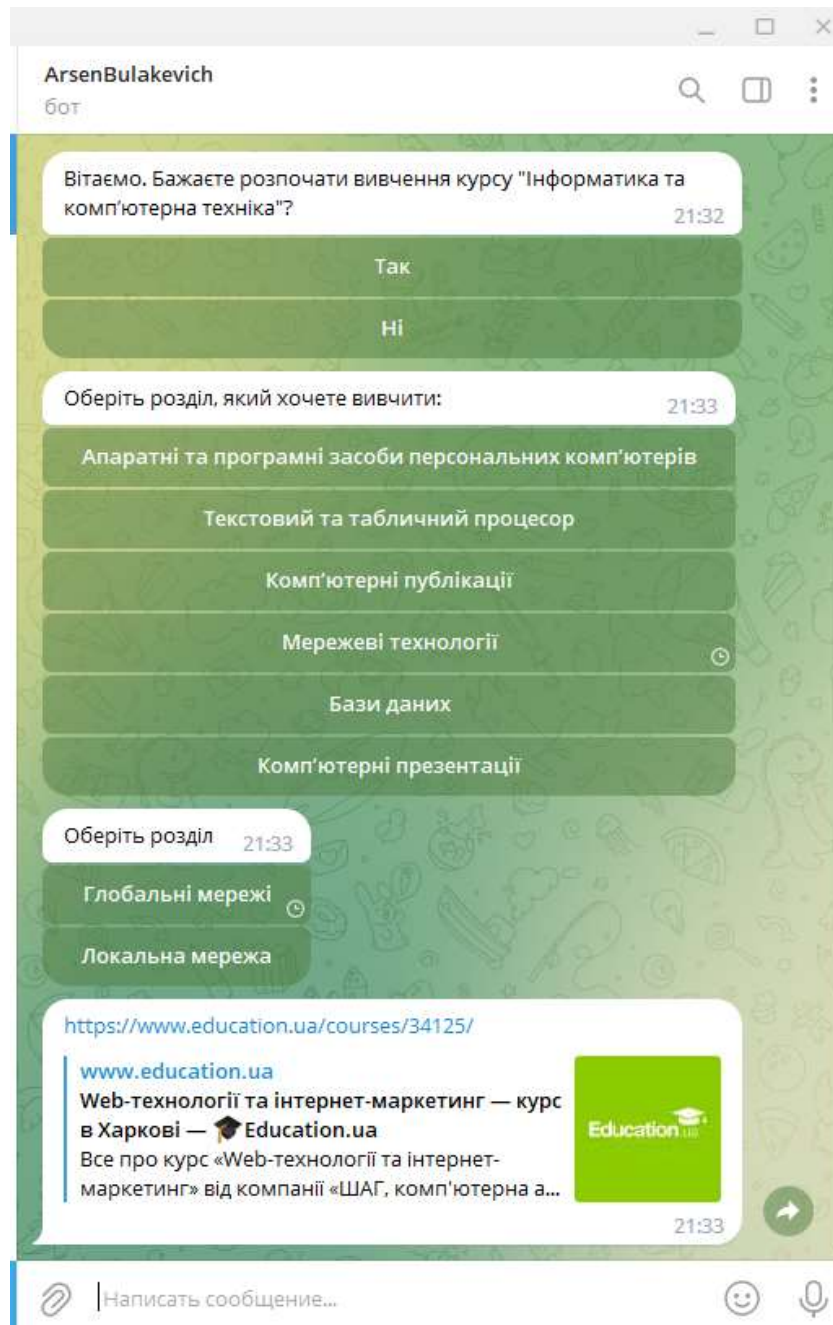 ArsenBulakevich
бот
Вітаємо. Бажаєте розпочати вивчення курсу "Інформатика та
комп'ютерна техніка"?
21:32
Так
Ні
Оберіть розділ, який хочете вивчити:
21:33
Апаратні та програмні засоби персональних комп'ютерів
Текстовий та табличний процесор
Комп'ютерні публікації
Мережеві технології
Бази даних
Комп'ютерні презентації
Оберіть розділ 21:33
Глобальні мережі
Локальна мережа
https://www.education.ua/courses/34125/
www.education.ua
Web-технології та інтернет-маркетинг — курс
в Харкові — 🎓Education.ua
Все про курс «Web-технології та інтернет-
маркетинг» від компанії «ШАГ, комп'ютерна а...
Education.ua
21:33
Написать сообщение...